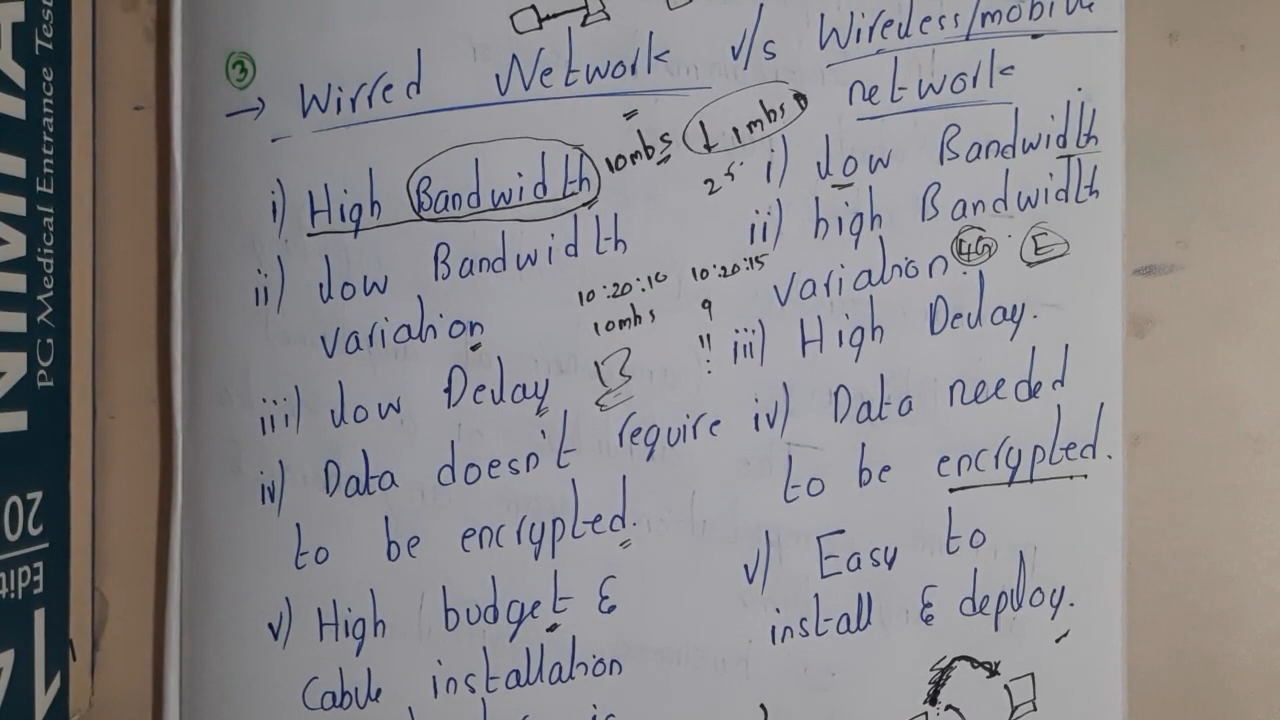 ③
→ Wirred Network v/s Wireless/mobile
network
i) High Bandwidth 10mbs ↓ 1mbs
25
i) low Bandwidth
ii) low Bandwidth
variation
ii) high Bandwidth
variation. 4G E
10:20:10 10:20:15
10mbs 9
iii) low Delay
!! iii) High Delay.
iv) Data doesn't require
to be encrypted.
iv) Data needed
to be encrypted.
v) High budget &
Cable installation
v) Easy to
install & deploy.
PG Medical Entrance Test
20
Edit
1